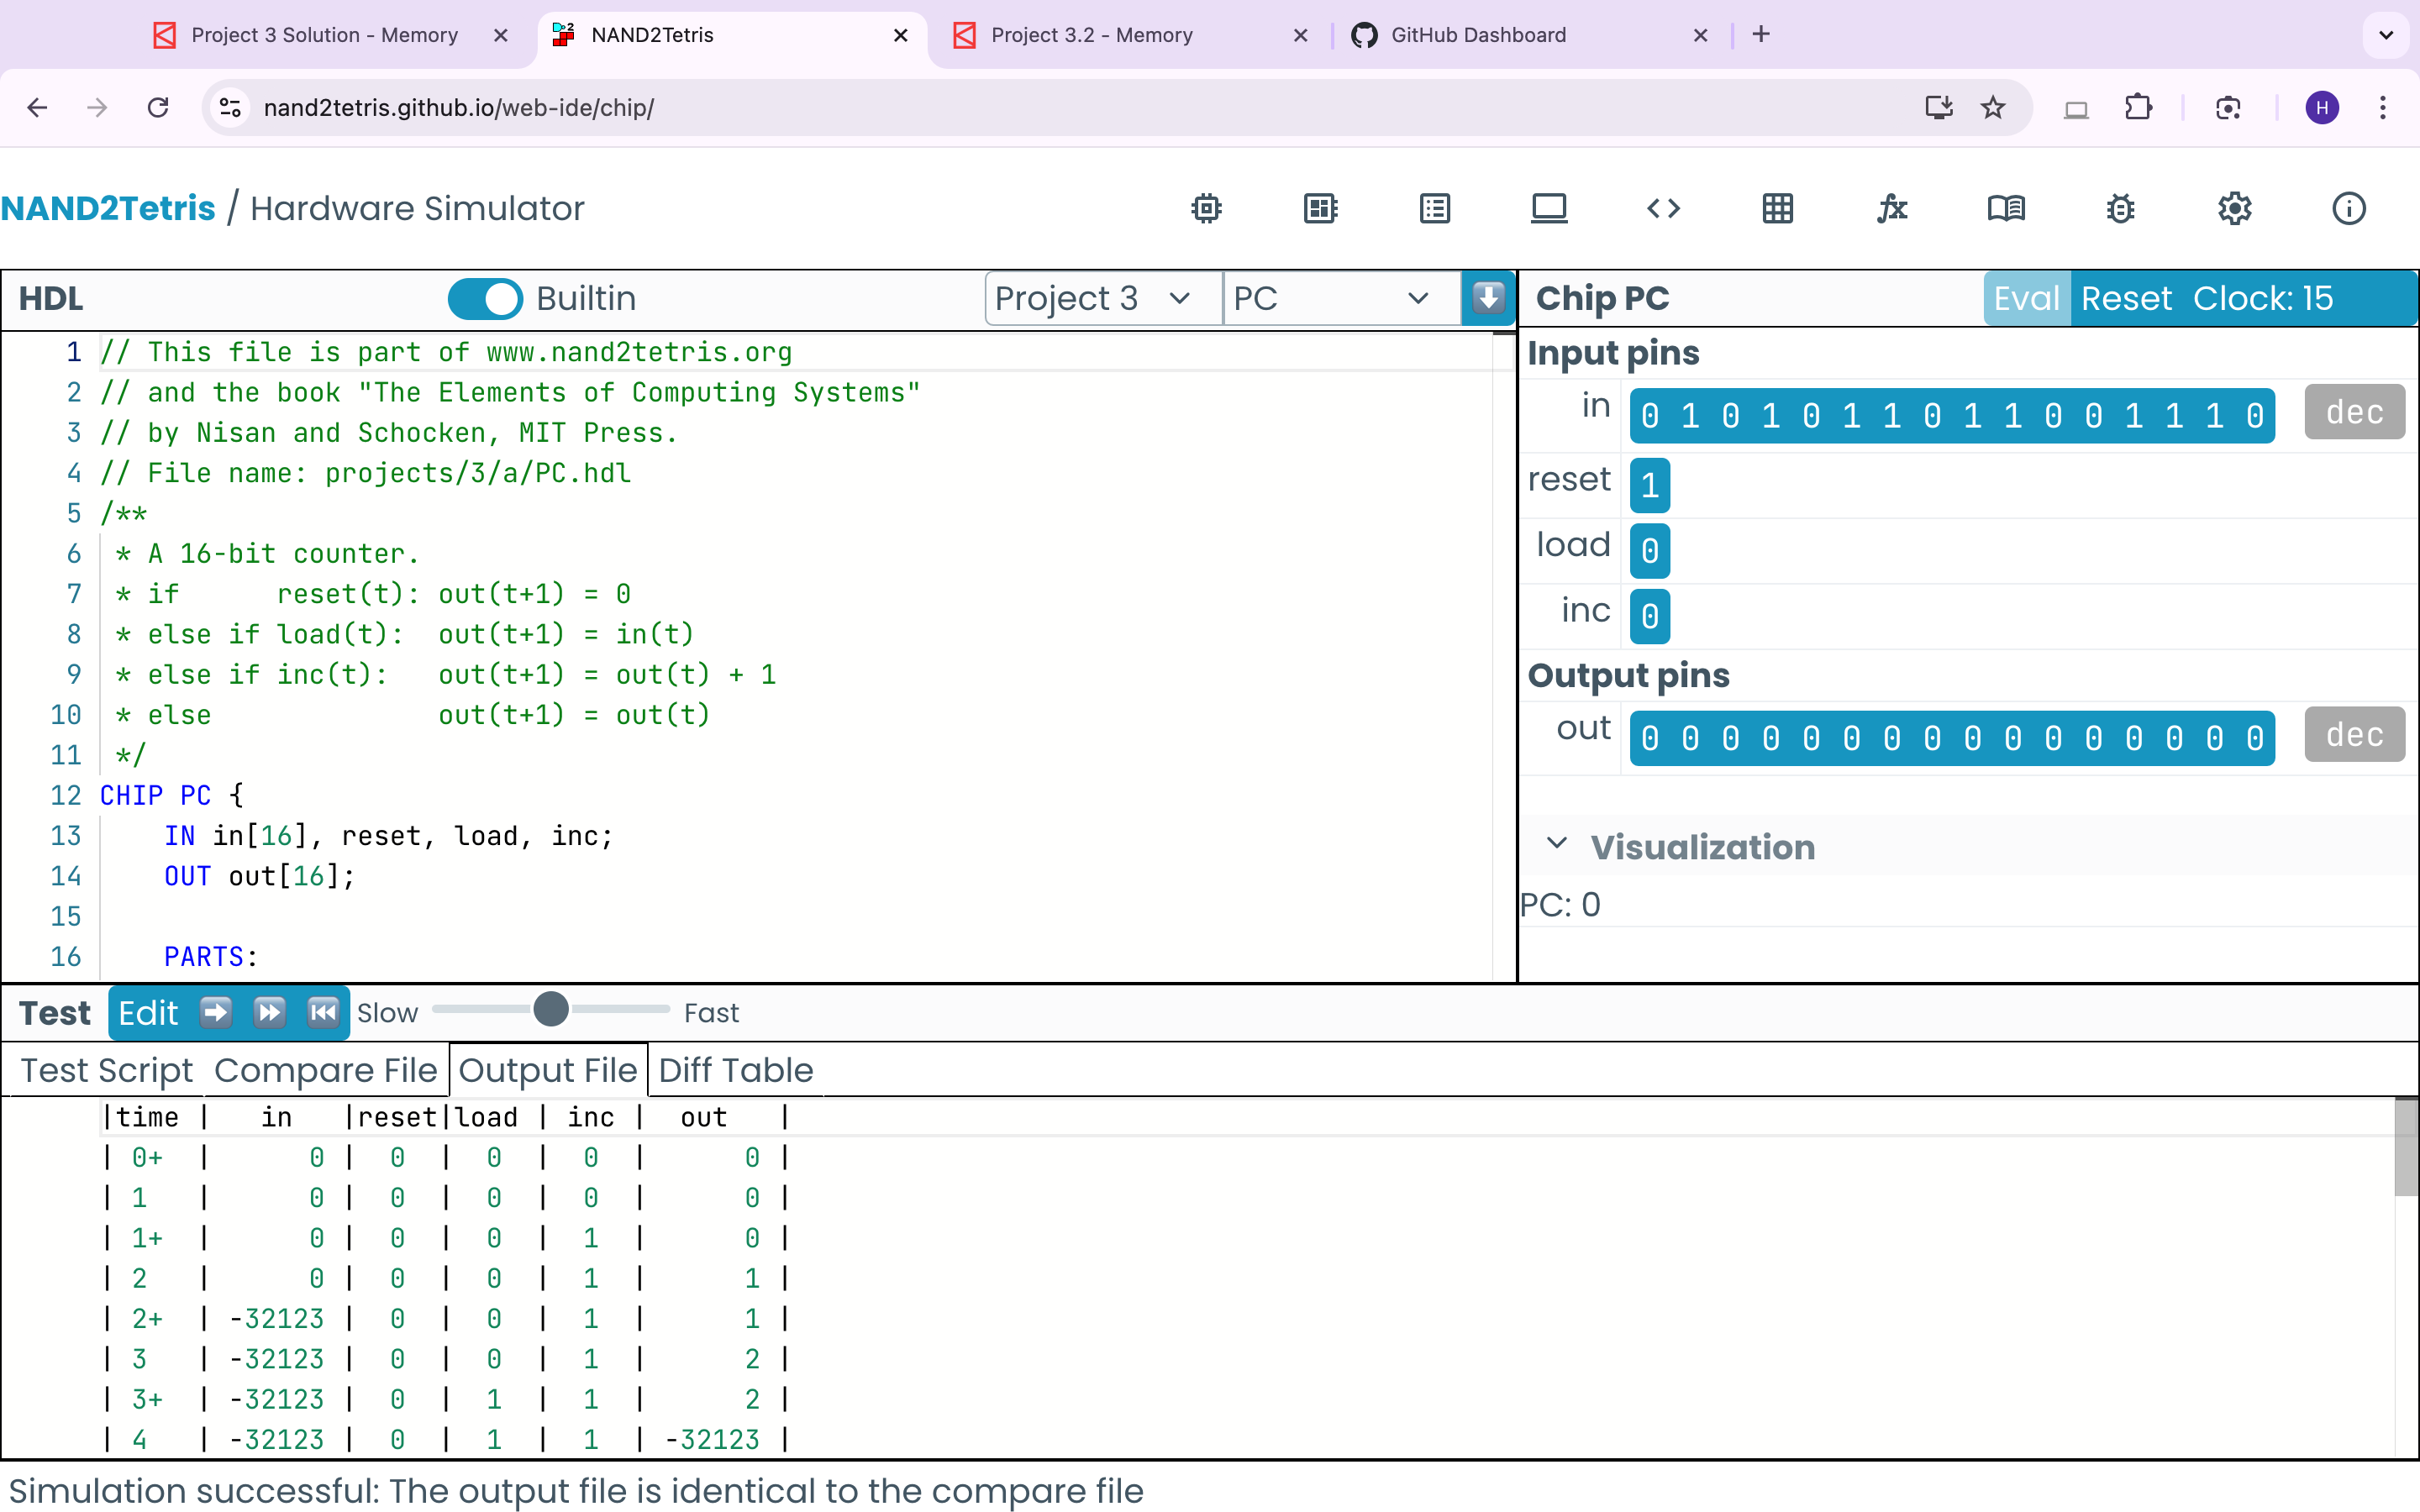 Project 3 Solution - Memory
NAND2Tetris
Project 3.2 - Memory
GitHub Dashboard
nand2tetris.github.io/web-ide/chip/
H
NAND2Tetris / Hardware Simulator
HDL
Builtin
Project 3
PC
Chip PC
Eval
Reset
Clock: 15
1 // This file is part of www.nand2tetris.org
2 // and the book "The Elements of Computing Systems"
3 // by Nisan and Schocken, MIT Press.
4 // File name: projects/3/a/PC.hdl
5 /**
6 * A 16-bit counter.
7 * if      reset(t): out(t+1) = 0
8 * else if load(t):  out(t+1) = in(t)
9 * else if inc(t):   out(t+1) = out(t) + 1
10 * else              out(t+1) = out(t)
11 */
12 CHIP PC {
13     IN in[16], reset, load, inc;
14     OUT out[16];
15
16     PARTS:
Input pins
in 0 1 0 1 0 1 1 0 1 1 0 0 1 1 1 0 dec
reset 1
load 0
inc 0
Output pins
out 0 0 0 0 0 0 0 0 0 0 0 0 0 0 0 0 dec
Visualization
PC: 0
Test
Edit
Slow
Fast
Test Script
Compare File
Output File
Diff Table
|time |   in   |reset|load | inc |  out   |
| 0+  |      0 |  0  |  0  |  0  |      0 |
| 1   |      0 |  0  |  0  |  0  |      0 |
| 1+  |      0 |  0  |  0  |  1  |      0 |
| 2   |      0 |  0  |  0  |  1  |      1 |
| 2+  | -32123 |  0  |  0  |  1  |      1 |
| 3   | -32123 |  0  |  0  |  1  |      2 |
| 3+  | -32123 |  0  |  1  |  1  |      2 |
| 4   | -32123 |  0  |  1  |  1  | -32123 |
Simulation successful: The output file is identical to the compare file